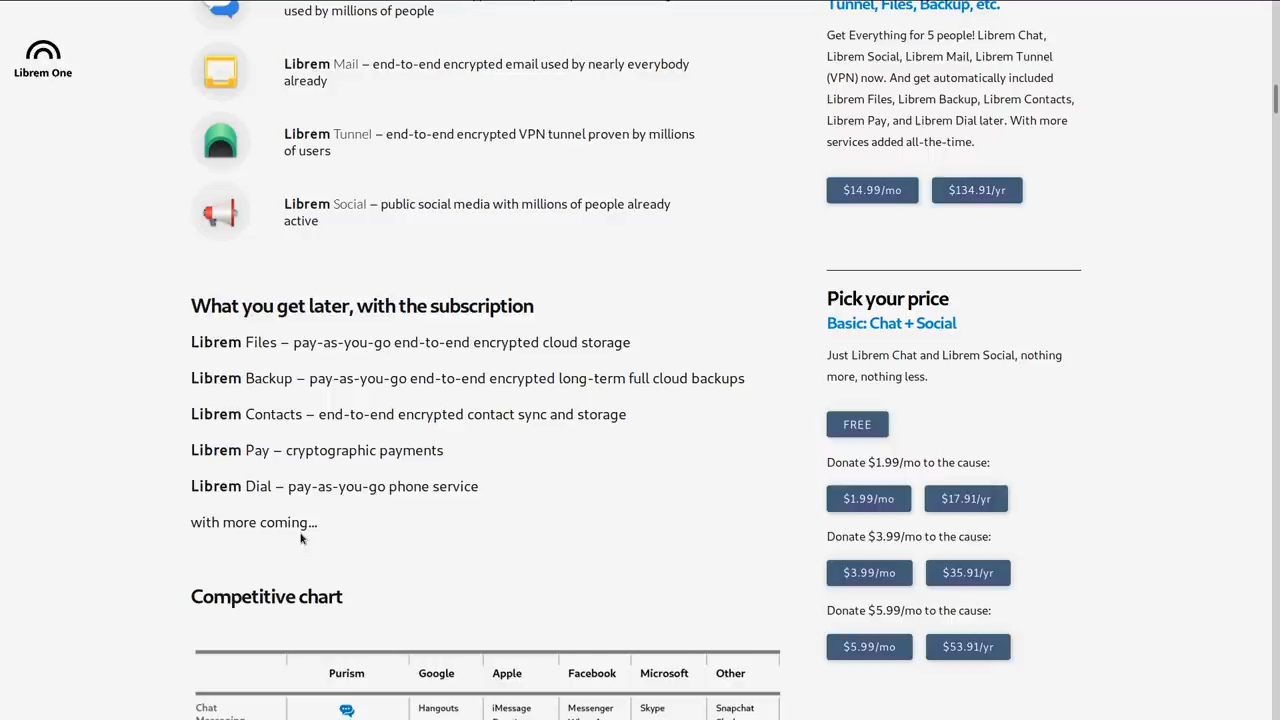 used by millions of people
Librem One
Librem Mail – end-to-end encrypted email used by nearly everybody
already
Librem Tunnel – end-to-end encrypted VPN tunnel proven by millions
of users
Librem Social – public social media with millions of people already
active
What you get later, with the subscription
Librem Files – pay-as-you-go end-to-end encrypted cloud storage
Librem Backup – pay-as-you-go end-to-end encrypted long-term full cloud backups
Librem Contacts – end-to-end encrypted contact sync and storage
Librem Pay – cryptographic payments
Librem Dial – pay-as-you-go phone service
with more coming...
Competitive chart
Purism Google Apple Facebook Microsoft Other
Chat Hangouts iMessage Messenger Skype Snapchat
Tunnel, Files, Backup, etc.
Get Everything for 5 people! Librem Chat,
Librem Social, Librem Mail, Librem Tunnel
(VPN) now. And get automatically included
Librem Files, Librem Backup, Librem Contacts,
Librem Pay, and Librem Dial later. With more
services added all-the-time.
$14.99/mo $134.91/yr
Pick your price
Basic: Chat + Social
Just Librem Chat and Librem Social, nothing
more, nothing less.
FREE
Donate $1.99/mo to the cause:
$1.99/mo $17.91/yr
Donate $3.99/mo to the cause:
$3.99/mo $35.91/yr
Donate $5.99/mo to the cause:
$5.99/mo $53.91/yr